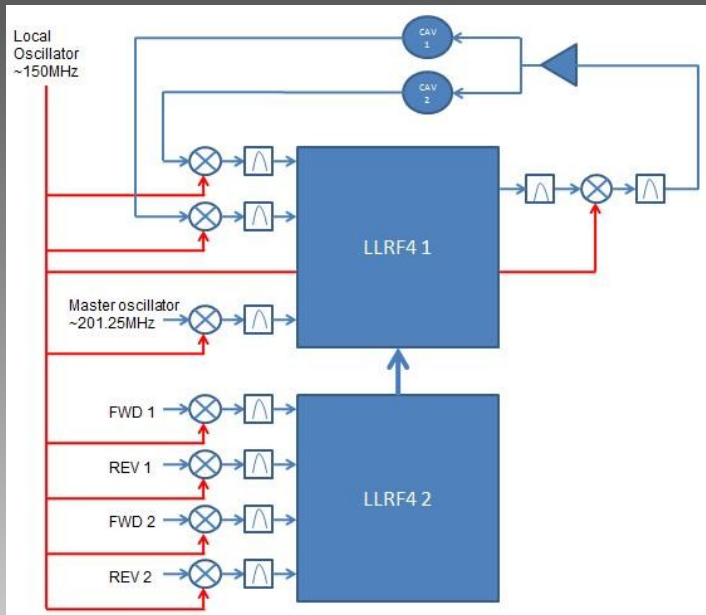 Local
Oscillator
~150MHz
CAV
1
CAV
2
LLRF4 1
Master oscillator
~201.25MHz
FWD 1
REV 1
LLRF4 2
FWD 2
REV 2